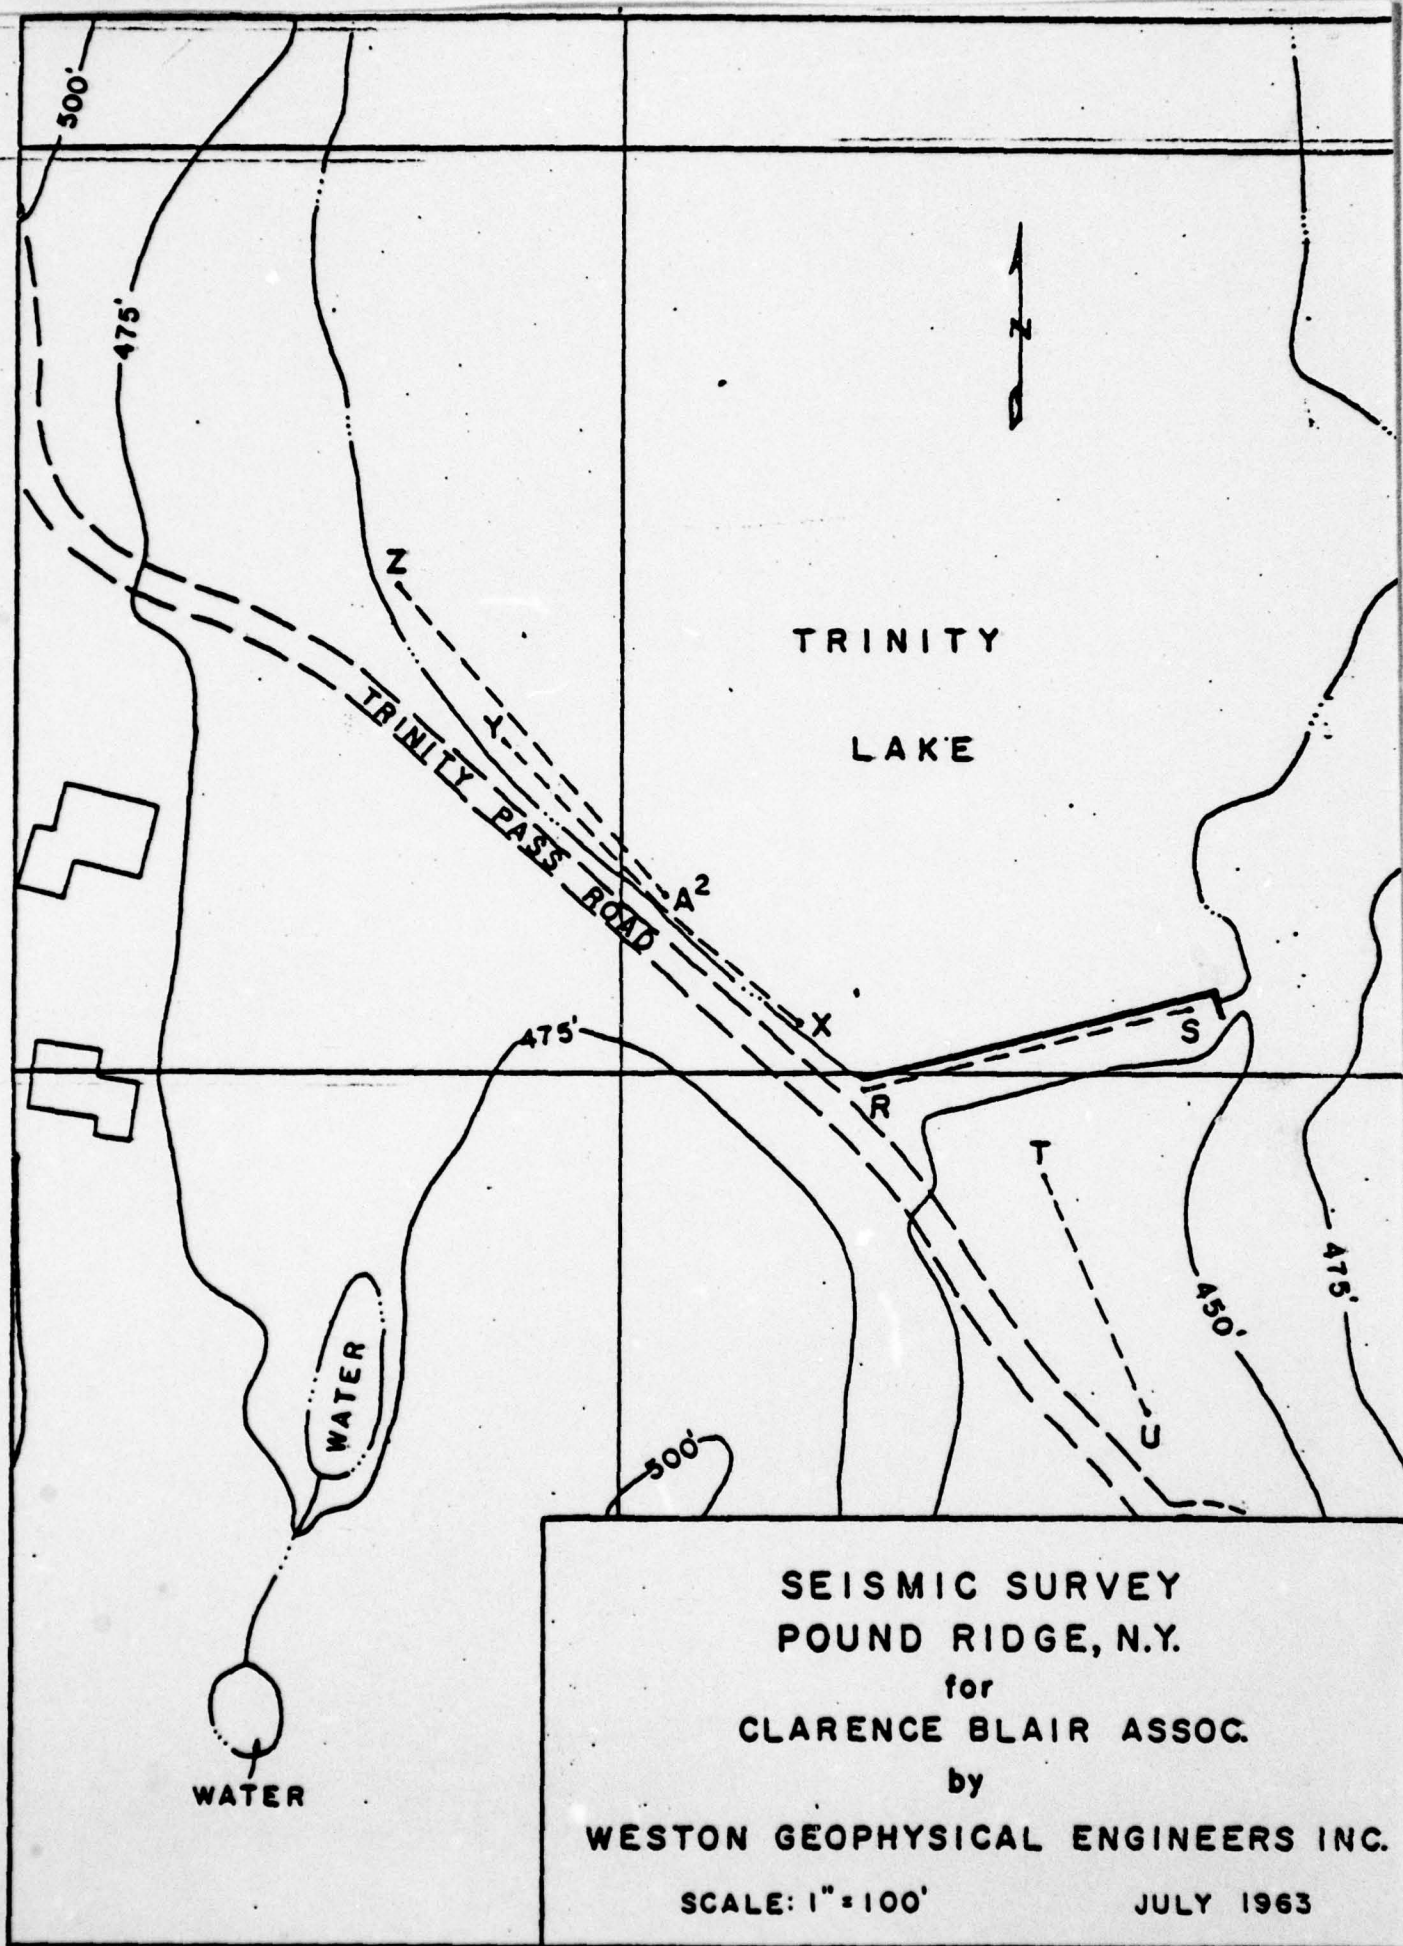 500'
475'
N
Z
TRINITY
LAKE
TRINITY PASS ROAD
A²
X
475'
S
R
T
475'
450'
WATER
U
500'
SEISMIC SURVEY
POUND RIDGE, N.Y.
for
CLARENCE BLAIR ASSOC.
by
WATER
WESTON GEOPHYSICAL ENGINEERS INC.
SCALE: 1" = 100'
JULY 1963